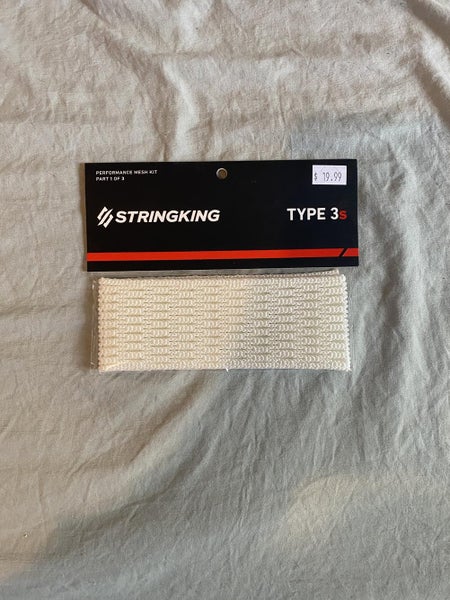 PERFORMANCE MESH KIT
PART 1 OF 3
$ 19.99
STRINGKING
TYPE 3s